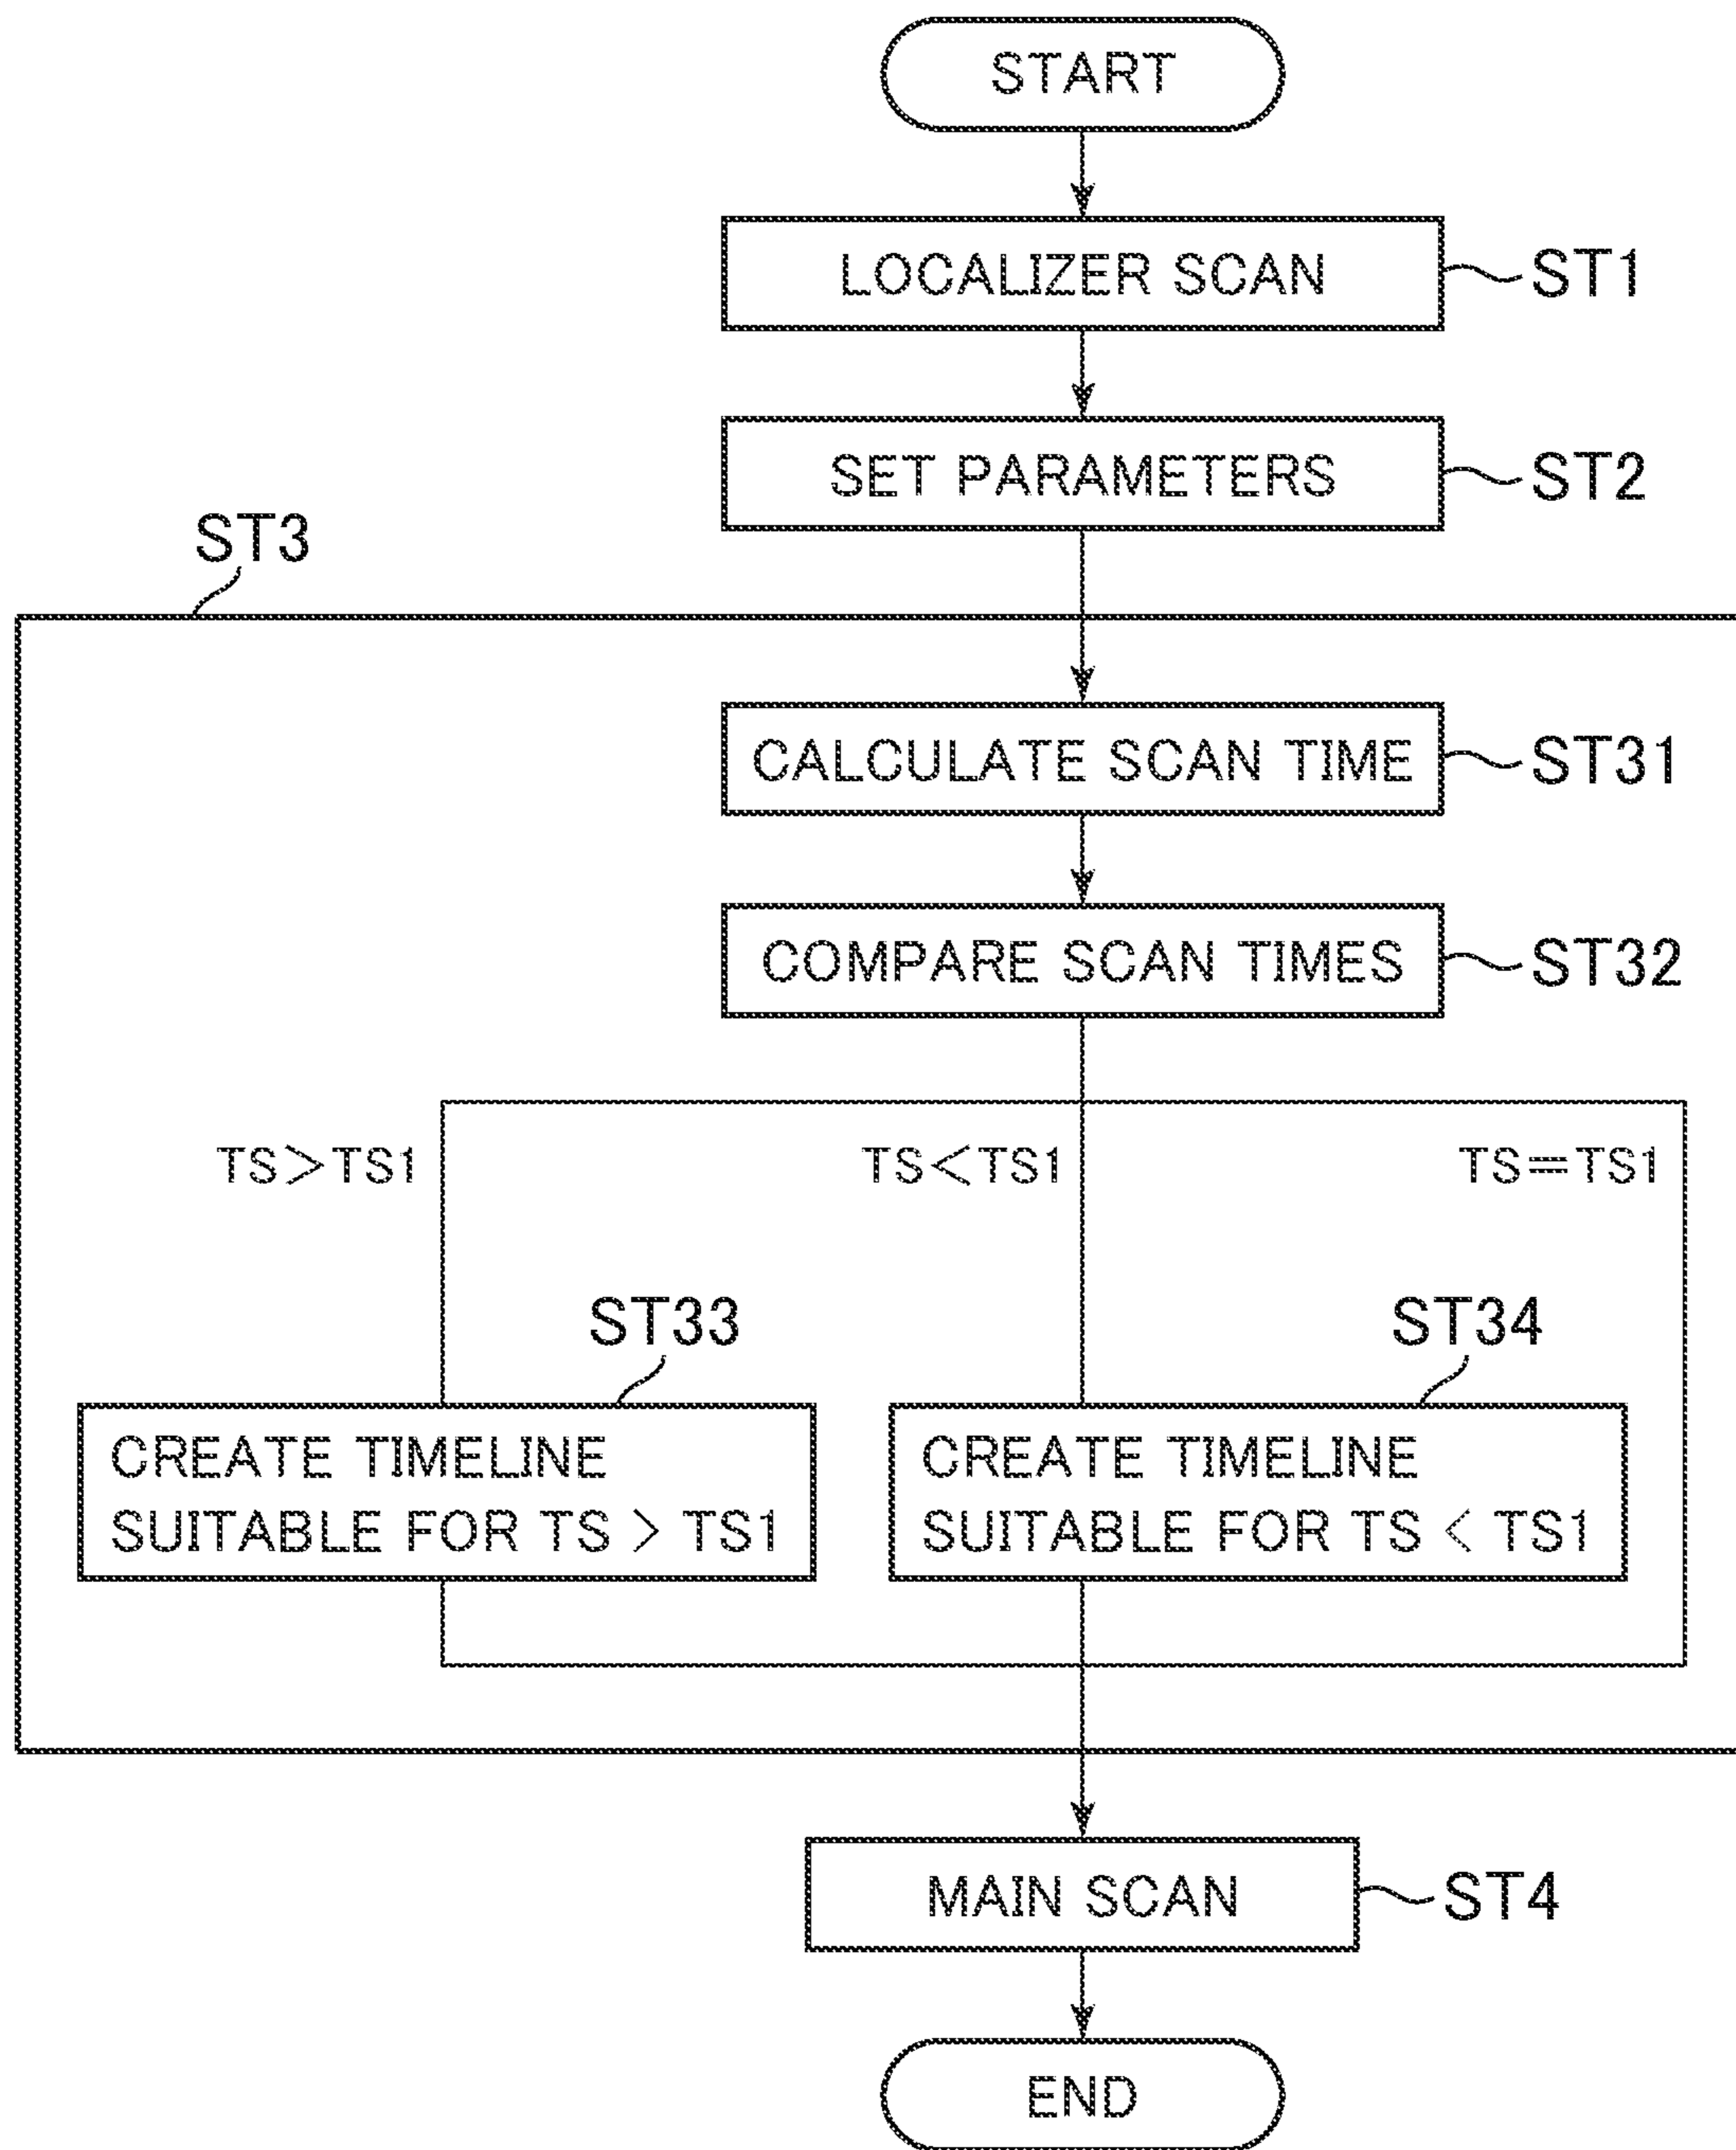 START
LOCALIZER SCAN
ST1
SET PARAMETERS
ST2
ST3
CALCULATE SCAN TIME
ST31
COMPARE SCAN TIMES
ST32
TS>TS1
TS<TS1
TS=TS1
ST33
ST34
CREATE TIMELINE
SUITABLE FOR TS > TS1
CREATE TIMELINE
SUITABLE FOR TS < TS1
MAIN SCAN
ST4
END